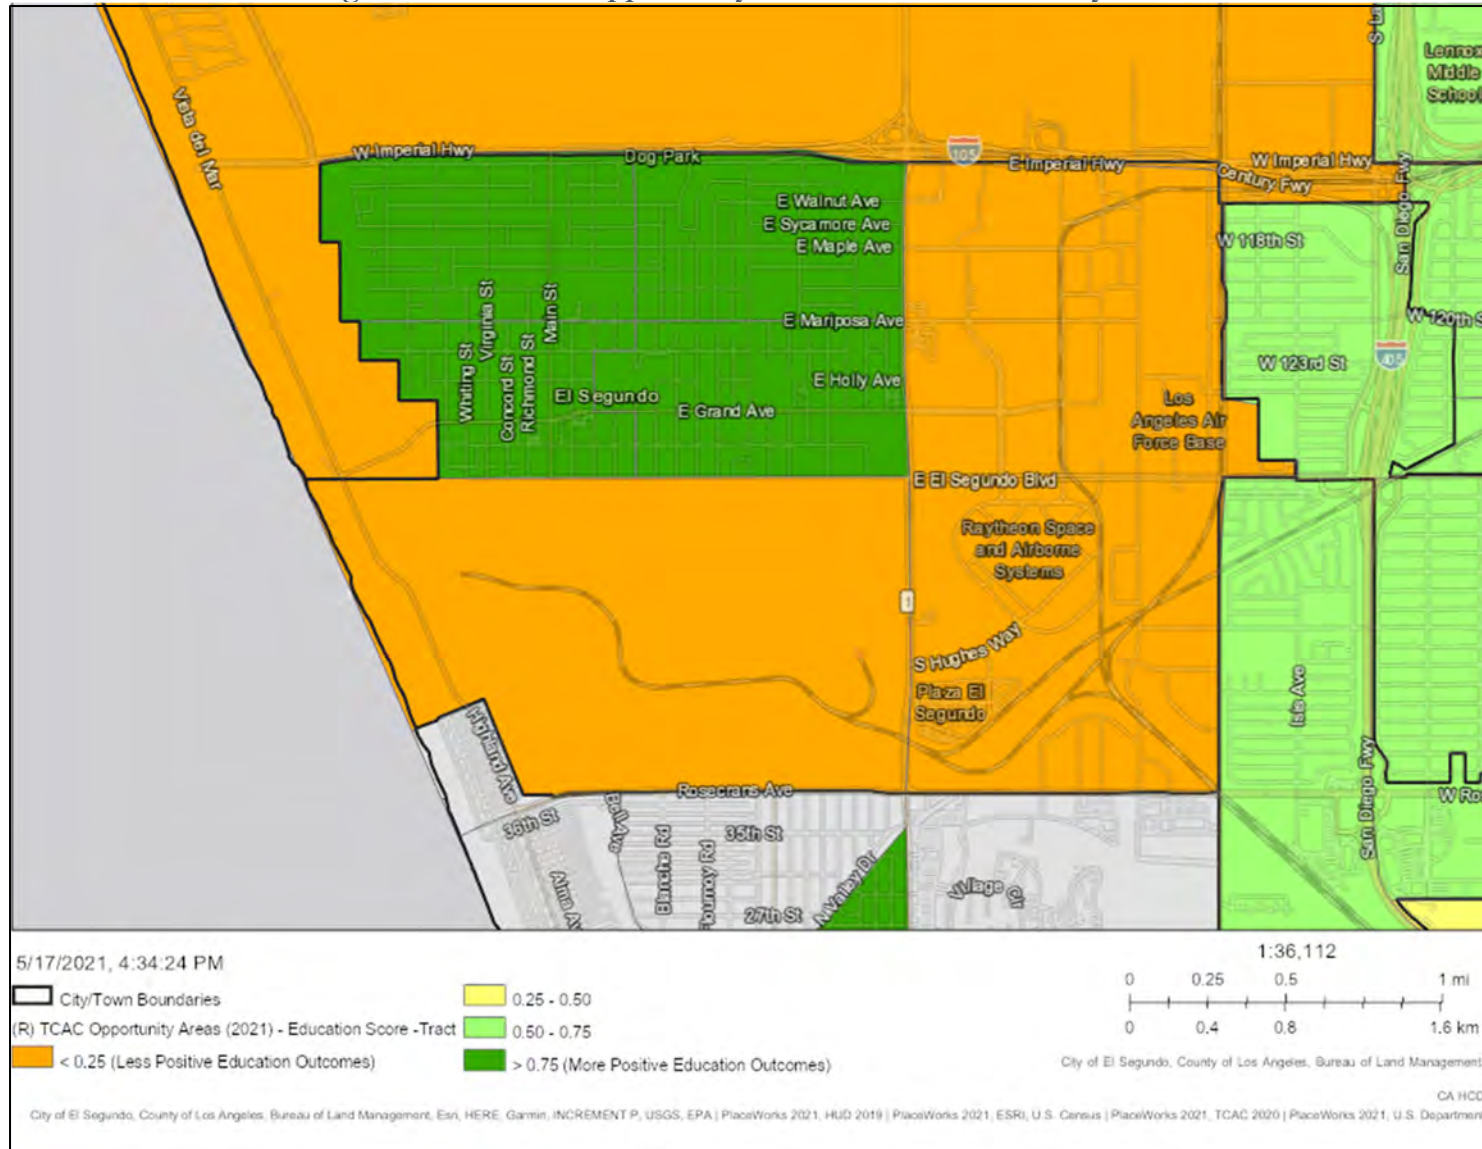 S La
Lennox
Middle
School
Vista del Mar
W Imperial Hwy
Dog Park
105
E Imperial Hwy
W Imperial Hwy
Century Fwy
San Diego Fwy
E Walnut Ave
E Sycamore Ave
E Maple Ave
W 118th St
Virginia St
Main St
E Mariposa Ave
W 120th S
Whiting St
Concord St
Richmond St
405
W 123rd St
E Holly Ave
El Segundo
E Grand Ave
Los
Angeles Air
Force Base
E El Segundo Blvd
Raytheon Space
and Airborne
Systems
1
S Hughes Way
Plaza El
Segundo
Isis Ave
Highland Ave
San Diego Fwy
Rosecrans Ave
W Ro
36th St
Bell Ave
Blanche Rd
Flournoy Rd
35th St
N Valley Dr
Village Cir
Alma Av
27th St
5/17/2021, 4:34:24 PM
City/Town Boundaries
(R) TCAC Opportunity Areas (2021) - Education Score -Tract
< 0.25 (Less Positive Education Outcomes)
0.25 - 0.50
0.50 - 0.75
> 0.75 (More Positive Education Outcomes)
1:36,112
0 0.25 0.5 1 mi
0 0.4 0.8 1.6 km
City of El Segundo, County of Los Angeles, Bureau of Land Management
CA HCD
City of El Segundo, County of Los Angeles, Bureau of Land Management, Esri, HERE, Garmin, INCREMENT P, USGS, EPA | PlaceWorks 2021, HUD 2019 | PlaceWorks 2021, ESRI, U.S. Census | PlaceWorks 2021, TCAC 2020 | PlaceWorks 2021, U.S. Department